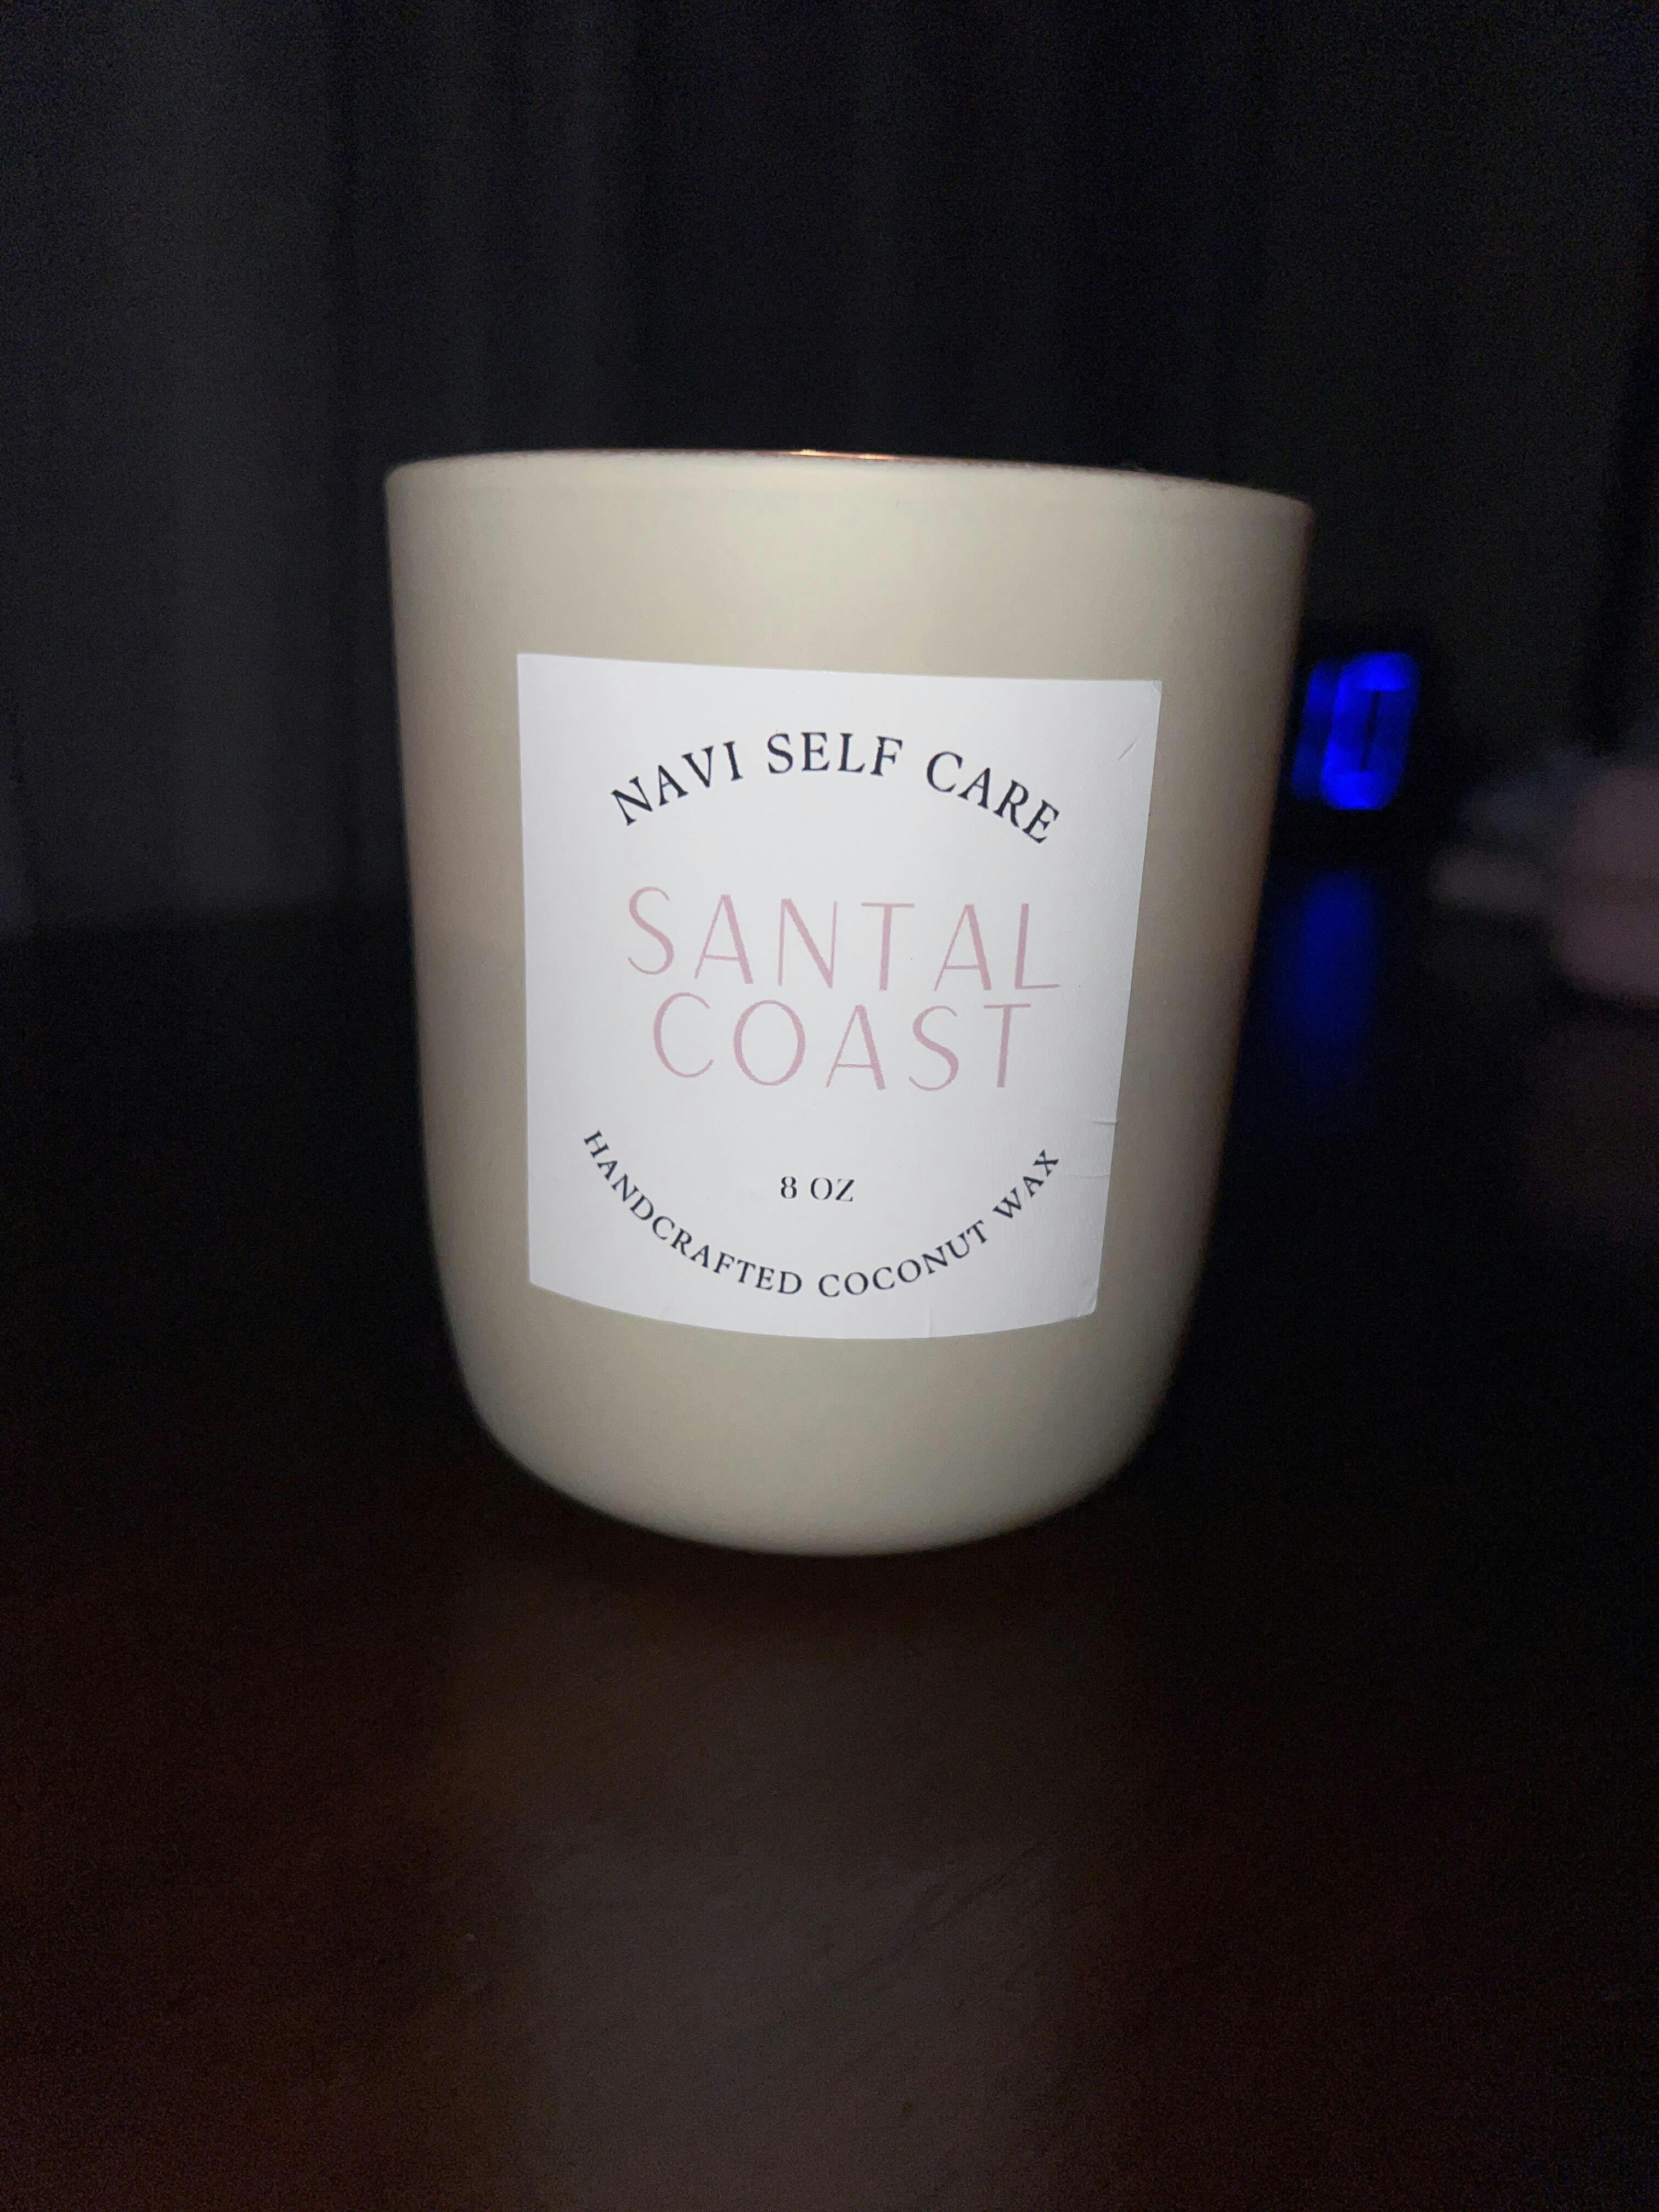 NAVI SELF CARE
SANTAL
COAST
8 OZ
HANDCRAFTED COCONUT WAX